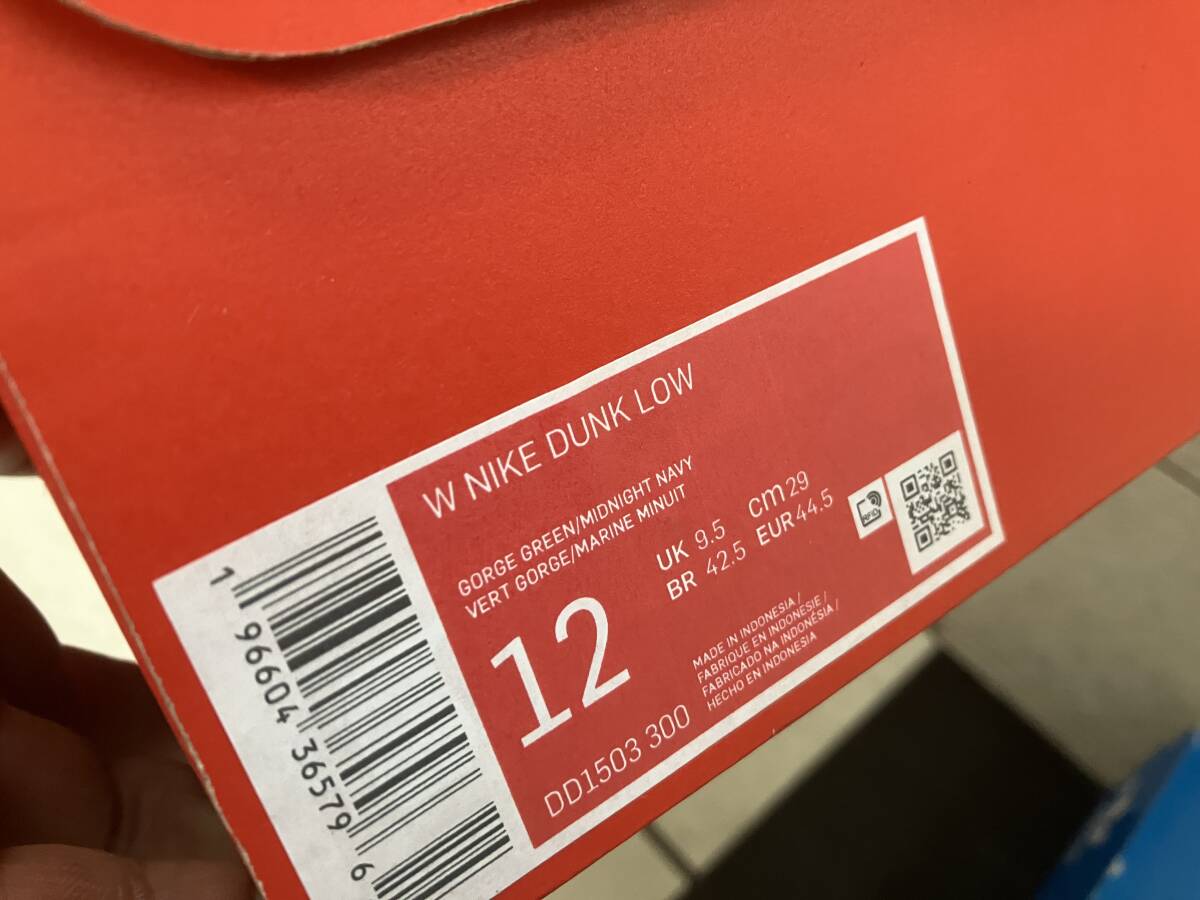 W NIKE DUNK LOW
GORGE GREEN/MIDNIGHT NAVY
VERT GORGE/MARINE MINUIT
12
UK 9.5 cm 29
BR 42.5 EUR 44.5
DD1503 300
MADE IN INDONESIA /
FABRIQUE EN INDONESIE /
FABRICADO NA INDONÉSIA /
HECHO EN INDONESIA
RFID
1 96604 36579 6